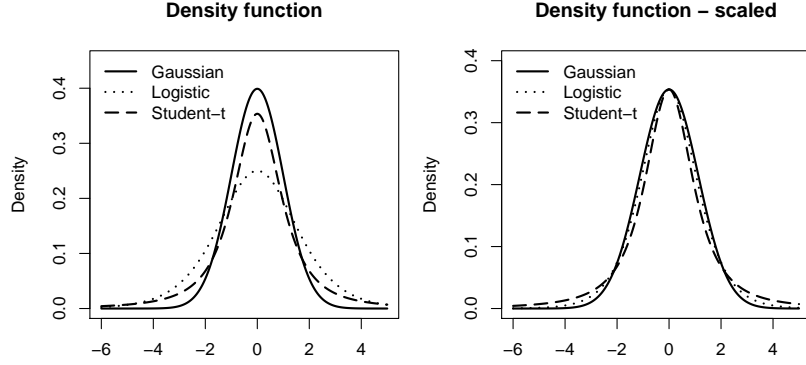 Density function
Gaussian
Logistic
Student−t
Density
0.0 0.1 0.2 0.3 0.4
−6 −4 −2 0 2 4
Density function − scaled
Gaussian
Logistic
Student−t
Density
0.0 0.1 0.2 0.3 0.4
−6 −4 −2 0 2 4